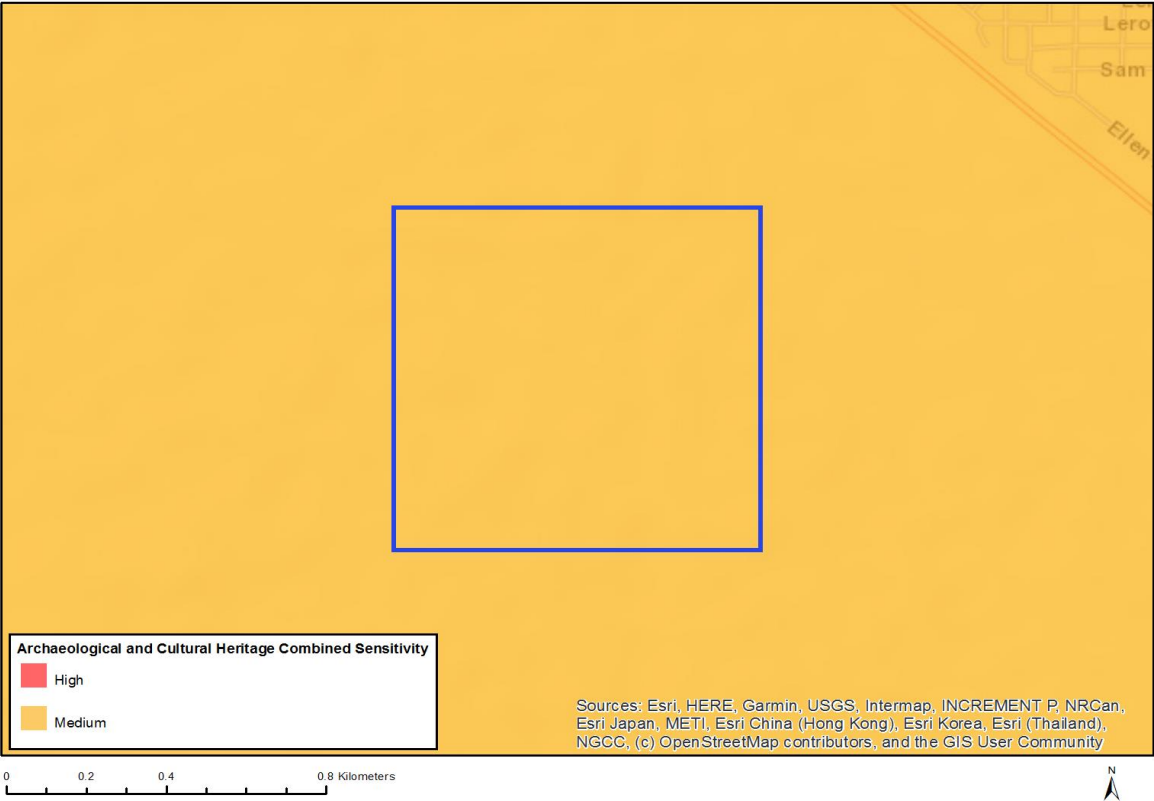 Lero
Sam
Ellen
Archaeological and Cultural Heritage Combined Sensitivity
High
Medium
Sources: Esri, HERE, Garmin, USGS, Intermap, INCREMENT P, NRCan,
Esri Japan, METI, Esri China (Hong Kong), Esri Korea, Esri (Thailand),
NGCC, (c) OpenStreetMap contributors, and the GIS User Community
0 0.2 0.4 0.8 Kilometers
N